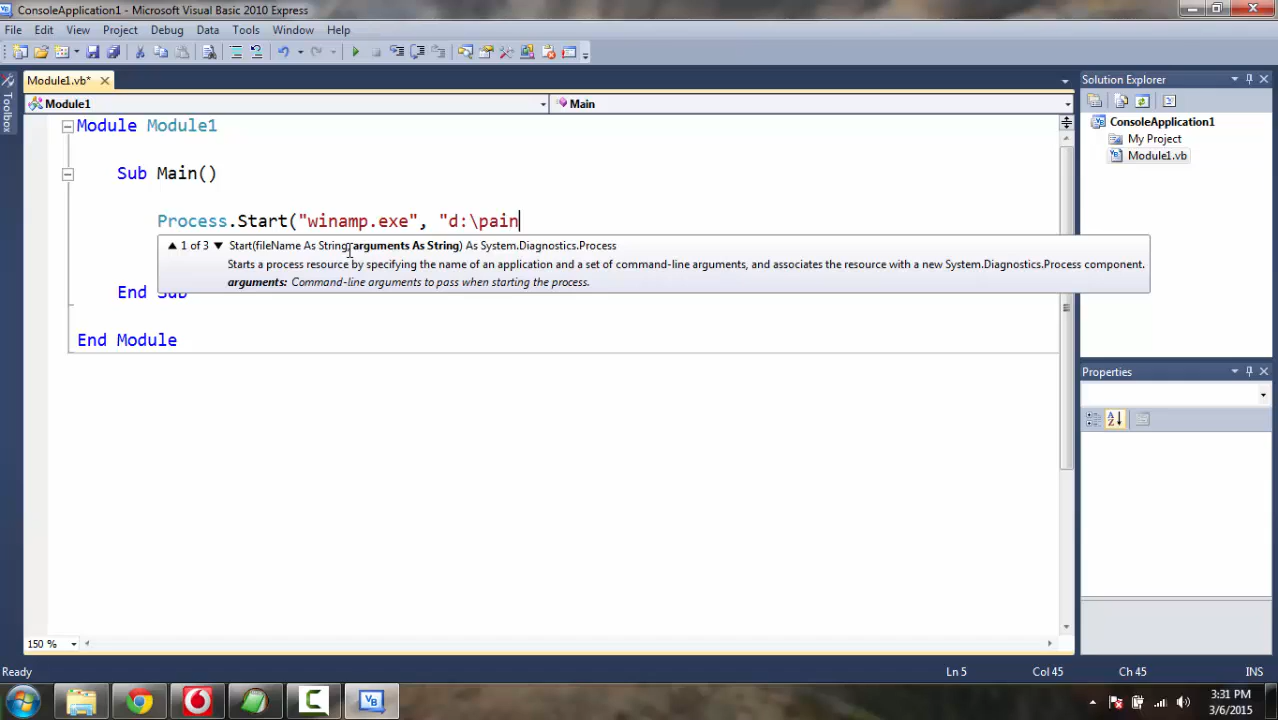 ConsoleApplication1 - Microsoft Visual Basic 2010 Express
File Edit View Project Debug Data Tools Window Help
Module1.vb*
Solution Explorer
Toolbox
Module1 Main
ConsoleApplication1
My Project
Module1.vb
Module Module1
Sub Main()
Process.Start("winamp.exe", "d:\pain
1 of 3 Start(fileName As String, arguments As String) As System.Diagnostics.Process
Starts a process resource by specifying the name of an application and a set of command-line arguments, and associates the resource with a new System.Diagnostics.Process component.
arguments: Command-line arguments to pass when starting the process.
End Sub
End Module
Properties
150 %
Ready Ln 5 Col 45 Ch 45 INS
3:31 PM
3/6/2015